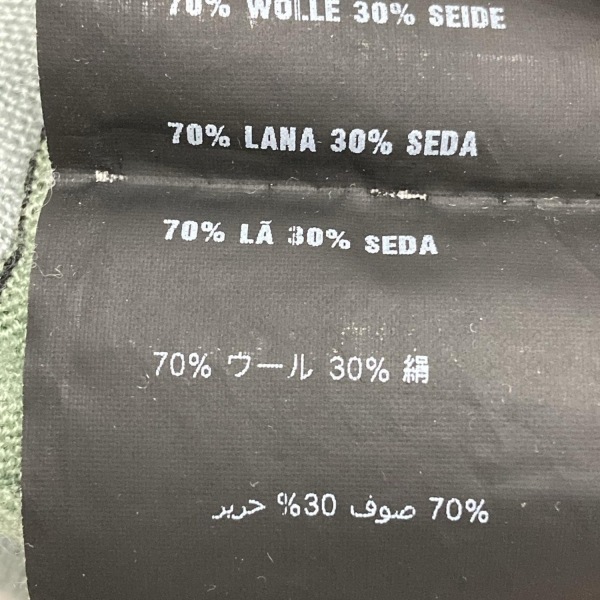 70% WOLLE 30% SEIDE
70% LANA 30% SEDA
70% LÃ 30% SEDA
70% ウール 30% 絹
70% صوف 30% حرير